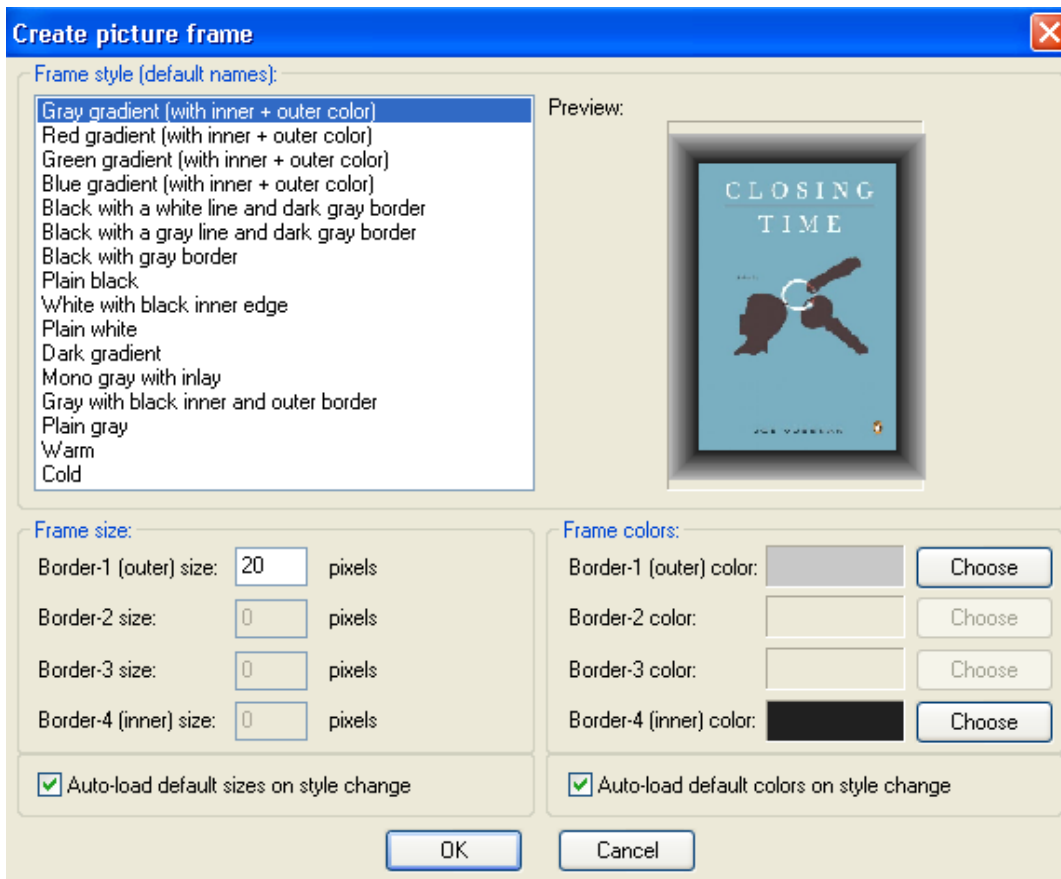 Create picture frame
Frame style (default names):
Gray gradient (with inner + outer color)
Red gradient (with inner + outer color)
Green gradient (with inner + outer color)
Blue gradient (with inner + outer color)
Black with a white line and dark gray border
Black with a gray line and dark gray border
Black with gray border
Plain black
White with black inner edge
Plain white
Dark gradient
Mono gray with inlay
Gray with black inner and outer border
Plain gray
Warm
Cold
Preview:
CLOSING
TIME
Frame size:
Border-1 (outer) size: 20 pixels
Border-2 size: 0 pixels
Border-3 size: 0 pixels
Border-4 (inner) size: 0 pixels
Auto-load default sizes on style change
Frame colors:
Border-1 (outer) color: Choose
Border-2 color: Choose
Border-3 color: Choose
Border-4 (inner) color: Choose
Auto-load default colors on style change
OK
Cancel